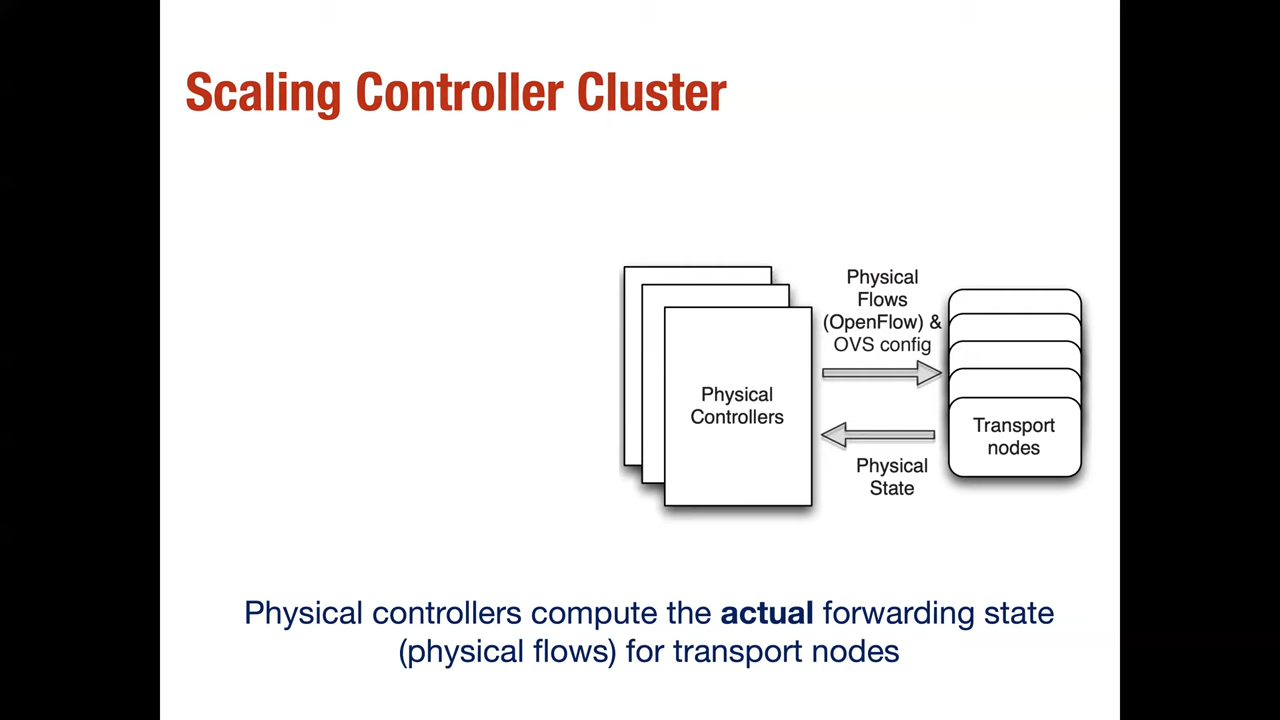 Scaling Controller Cluster
Physical
Flows
(OpenFlow) &
OVS config
Physical
Controllers
Transport
nodes
Physical
State
Physical controllers compute the actual forwarding state
(physical flows) for transport nodes